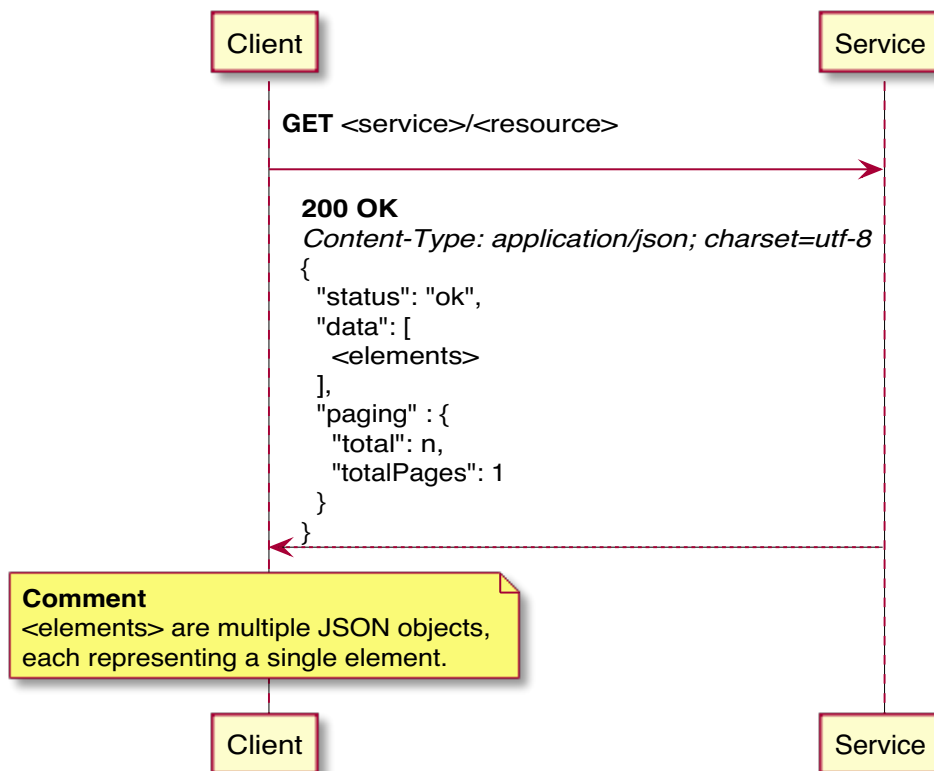 Client
Service
GET <service>/<resource>
200 OK
Content-Type: application/json; charset=utf-8
{
"status": "ok",
"data": [
<elements>
],
"paging" : {
"total": n,
"totalPages": 1
}
}
Comment
<elements> are multiple JSON objects,
each representing a single element.
Client
Service